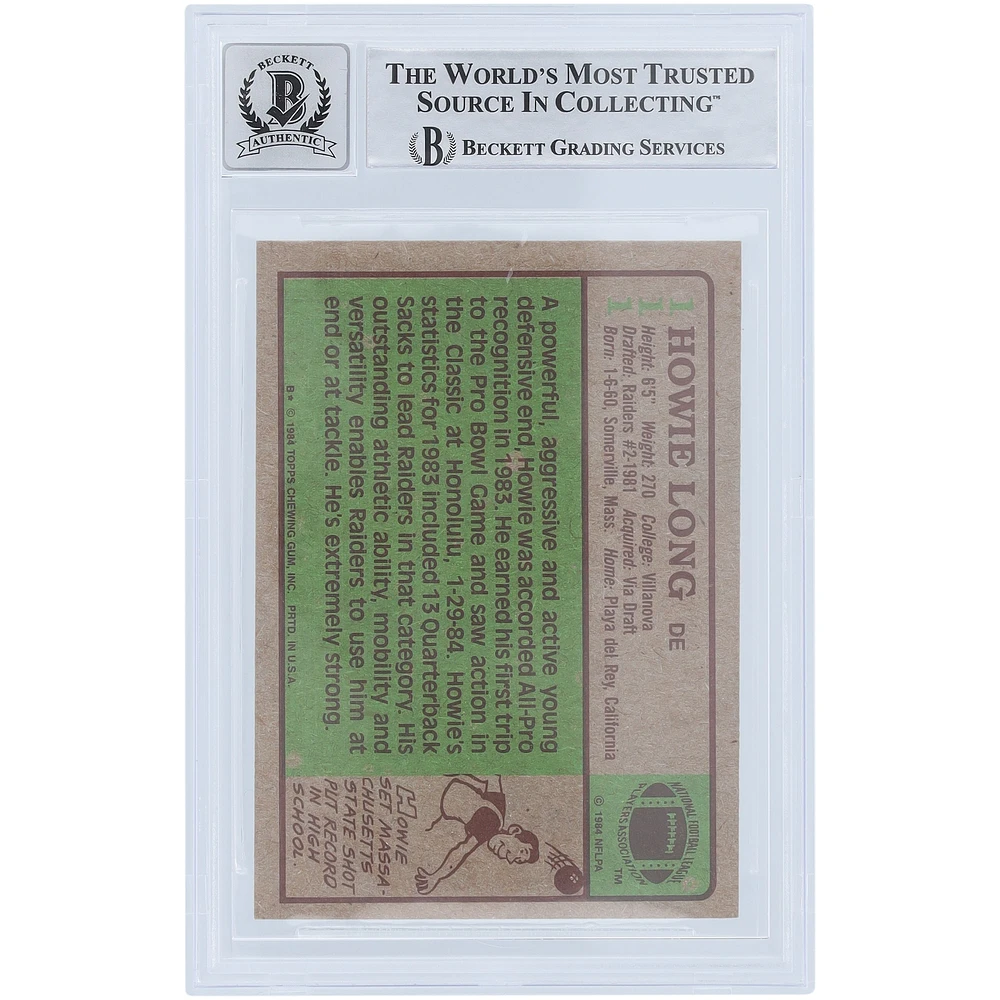 BECKETT
B
AUTHENTIC
THE WORLD'S MOST TRUSTED
SOURCE IN COLLECTING™
B BECKETT GRADING SERVICES
111
HOWIE LONG DE
Height: 6'5" Weight: 270 College: Villanova
Drafted: Raiders #2-1981 Acquired: Via Draft
Born: 1-6-60, Somerville, Mass. Home: Playa del Rey, California
NATIONAL FOOTBALL LEAGUE
PLAYERS ASSOCIATION
TM
© 1984 NFLPA
A powerful, aggressive and active young
defensive end, Howie was accorded All-Pro
recognition in 1983. He earned his first trip
to the Pro Bowl Game and saw action in
the Classic at Honolulu, 1-29-84. Howie's
statistics for 1983 included 13 quarterback
Sacks to lead Raiders in that category. His
outstanding athletic ability, mobility and
versatility enables Raiders to use him at
end or at tackle. He's extremely strong.
HOWIE
SET MASSA-
CHUSETTS
STATE SHOT
PUT RECORD
IN HIGH
SCHOOL.
B* © 1984 TOPPS CHEWING GUM, INC. PRTD. IN U.S.A.